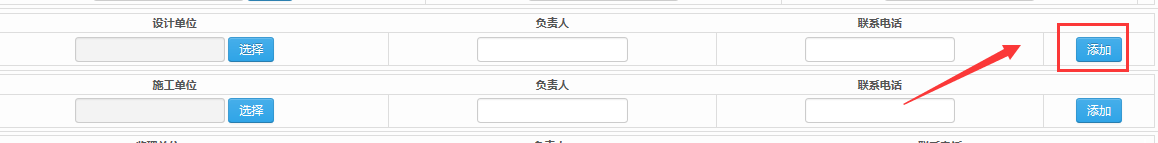 设计单位 负责人 联系电话
选择 添加
施工单位 负责人 联系电话
选择 添加